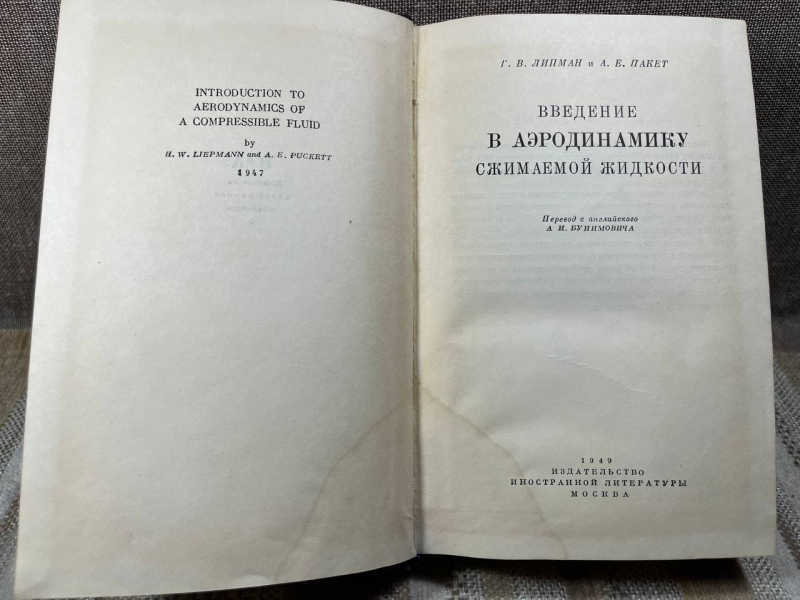 INTRODUCTION TO
AERODYNAMICS OF
A COMPRESSIBLE FLUID
by
H. W. LIEPMANN and A. E. PUCKETT
1947
Г. В. ЛИПМАН и А. Е. ПАКЕТ
ВВЕДЕНИЕ
В АЭРОДИНАМИКУ
СЖИМАЕМОЙ ЖИДКОСТИ
Перевод с английского
А. И. БУНИМОВИЧА
1949
ИЗДАТЕЛЬСТВО
ИНОСТРАННОЙ ЛИТЕРАТУРЫ
МОСКВА